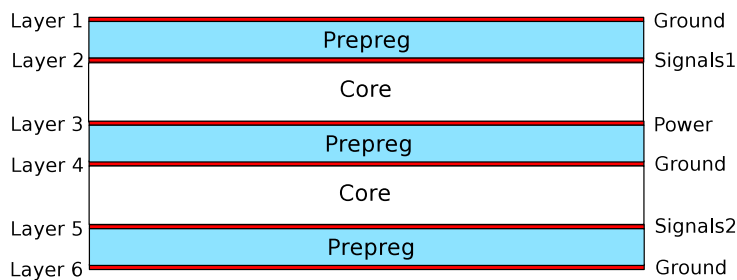 Layer 1
Ground
Prepreg
Layer 2
Signals1
Core
Layer 3
Power
Prepreg
Layer 4
Ground
Core
Layer 5
Signals2
Prepreg
Layer 6
Ground